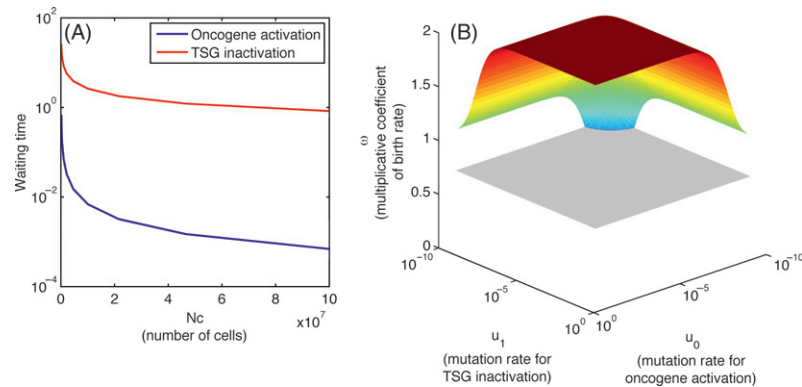 (A)
Oncogene activation
TSG inactivation
10^2
10^0
10^-2
10^-4
Waiting time
0 2 4 6 8 10
x10^7
Nc
(number of cells)
(B)
2
1.5
1
0.5
0
ω
(multiplicative coefficient
of birth rate)
10^-10
10^-5
10^0
u_1
(mutation rate for
TSG inactivation)
10^0
10^-5
10^-10
u_0
(mutation rate for
oncogene activation)